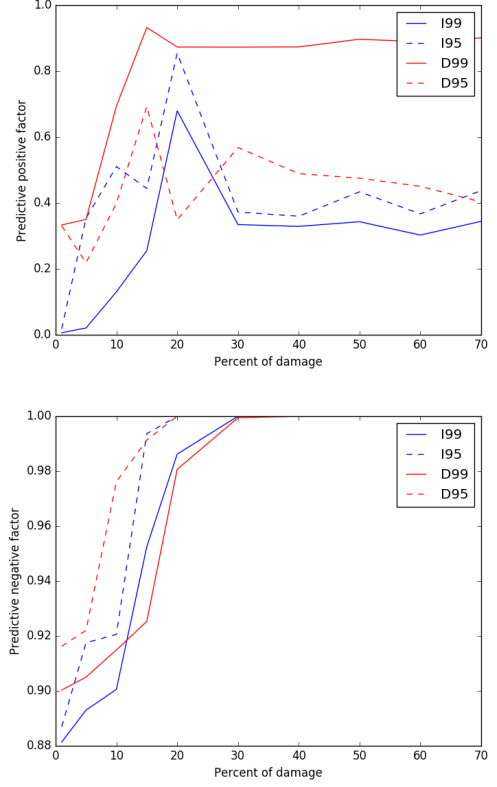 1.0
0.8
0.6
0.4
0.2
0.0
Predictive positive factor
I99
I95
D99
D95
0 10 20 30 40 50 60 70
Percent of damage
1.00
0.98
0.96
0.94
0.92
0.90
0.88
Predictive negative factor
I99
I95
D99
D95
0 10 20 30 40 50 60 70
Percent of damage